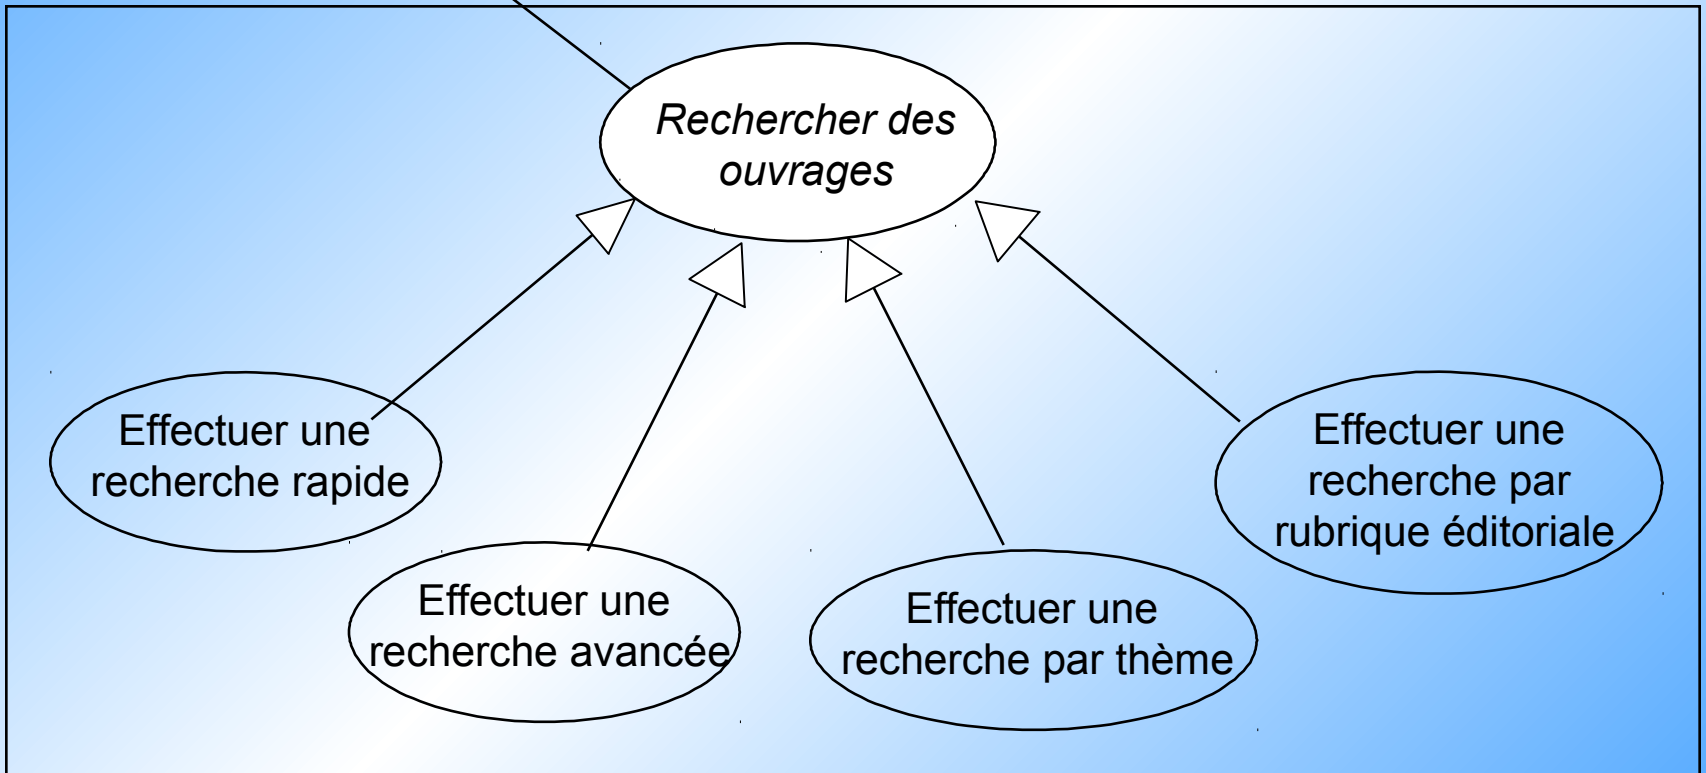 Rechercher des
ouvrages
Effectuer une
recherche rapide
Effectuer une
recherche avancée
Effectuer une
recherche par thème
Effectuer une
recherche par
rubrique éditoriale